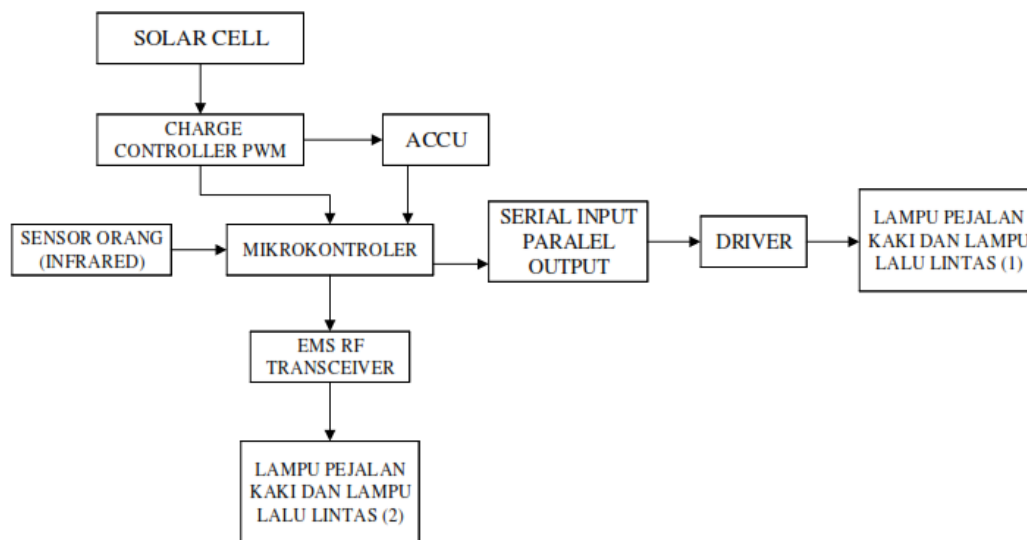 SOLAR CELL
CHARGE
CONTROLLER PWM
ACCU
SENSOR ORANG
(INFRARED)
MIKROKONTROLER
SERIAL INPUT
PARALEL
OUTPUT
DRIVER
LAMPU PEJALAN
KAKI DAN LAMPU
LALU LINTAS (1)
EMS RF
TRANSCEIVER
LAMPU PEJALAN
KAKI DAN LAMPU
LALU LINTAS (2)